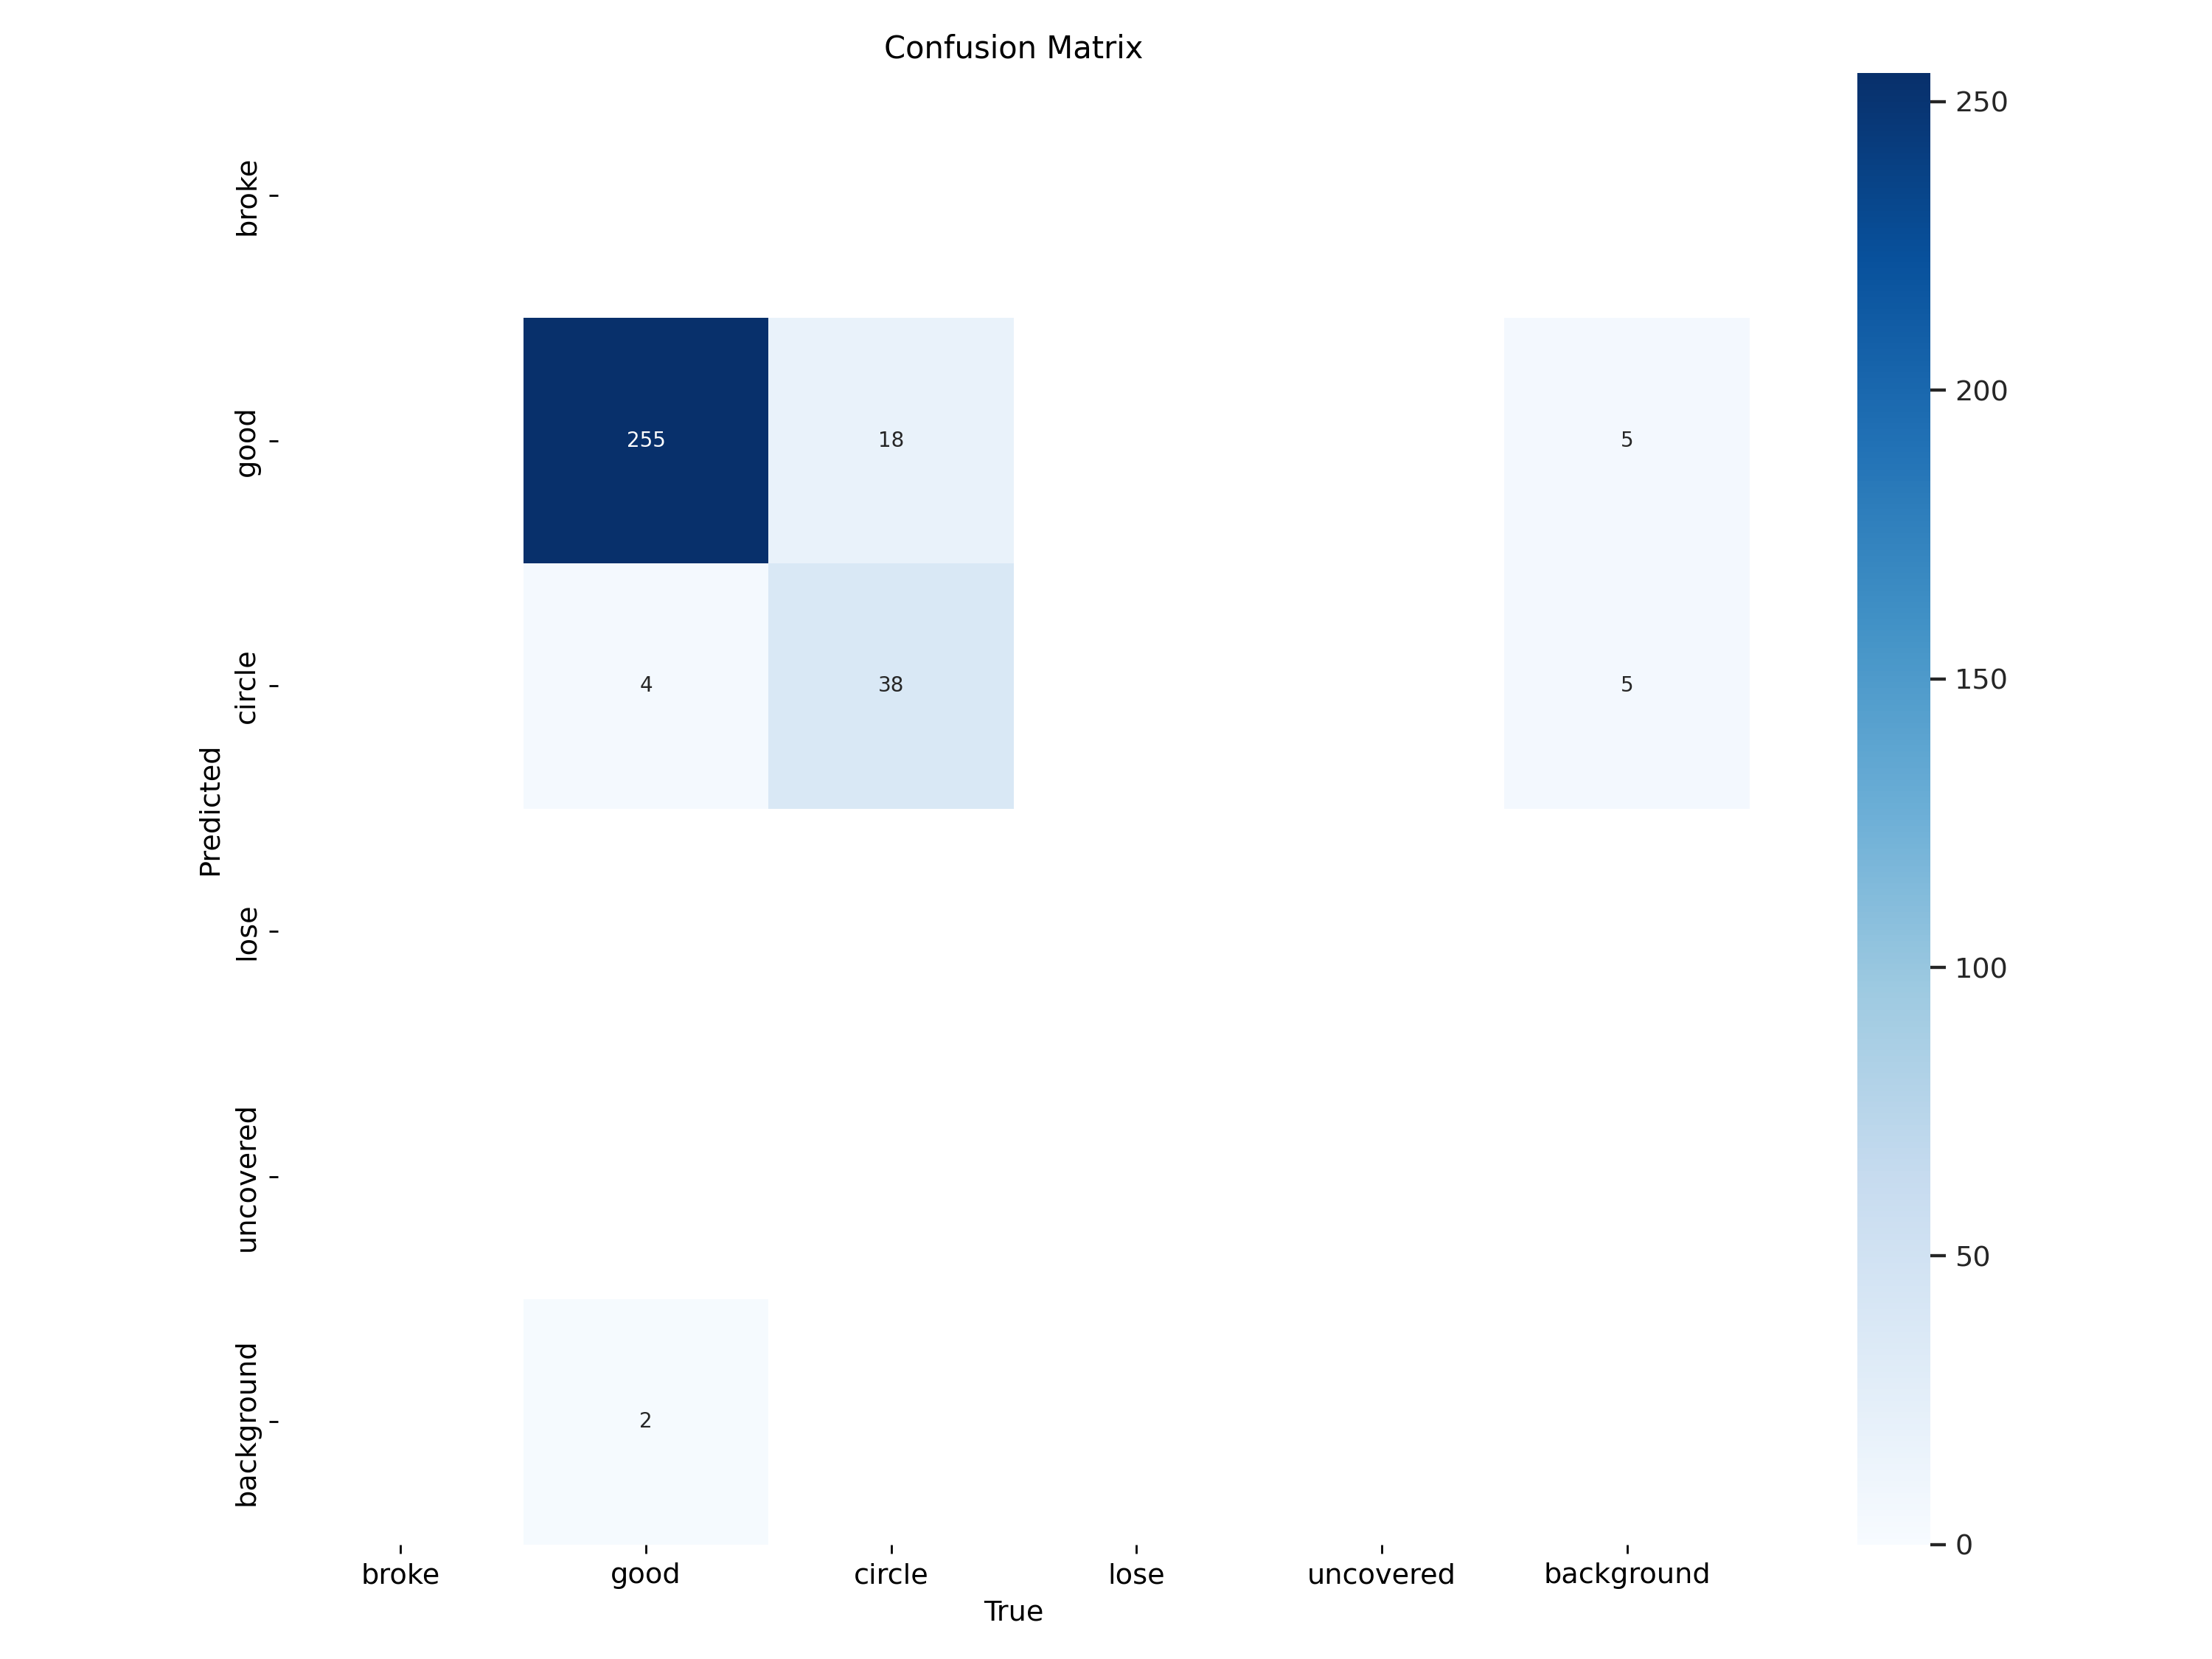 Confusion Matrix
broke
good
circle
lose
uncovered
background
Predicted
255 18 5
4 38 5
2
broke good circle lose uncovered background
True
250
200
150
100
50
0